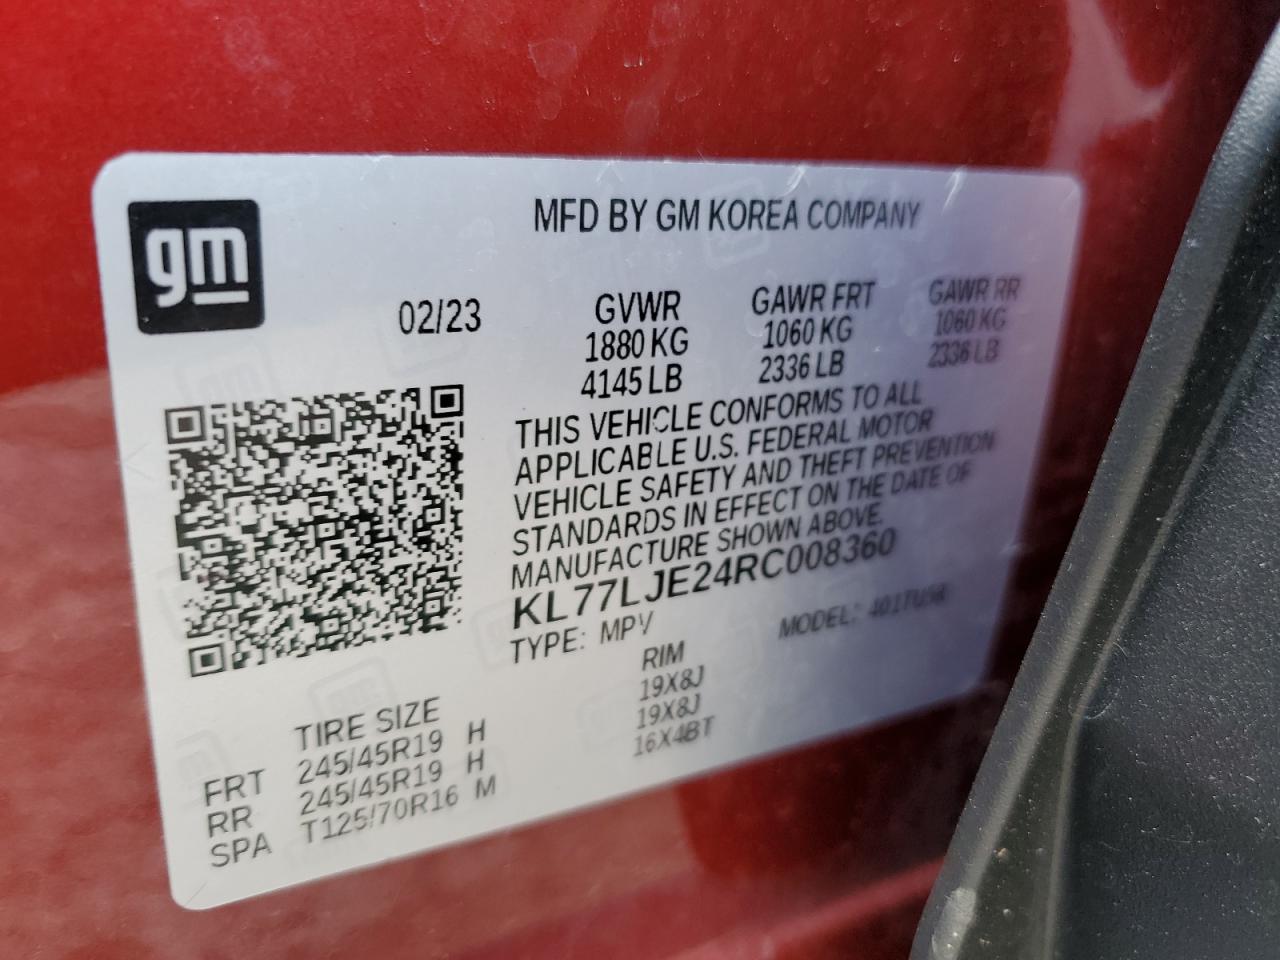 gm
MFD BY GM KOREA COMPANY
02/23
GVWR GAWR FRT GAWR RR
1880 KG 1060 KG 1060 KG
4145 LB 2336 LB 2336 LB
THIS VEHICLE CONFORMS TO ALL
APPLICABLE U.S. FEDERAL MOTOR
VEHICLE SAFETY AND THEFT PREVENTION
STANDARDS IN EFFECT ON THE DATE OF
MANUFACTURE SHOWN ABOVE.
KL77LJE24RC008360
TYPE: MPV MODEL:
TIRE SIZE RIM
FRT 245/45R19 H 19X8J
RR 245/45R19 H 19X8J
SPA T125/70R16 M 16X4BT